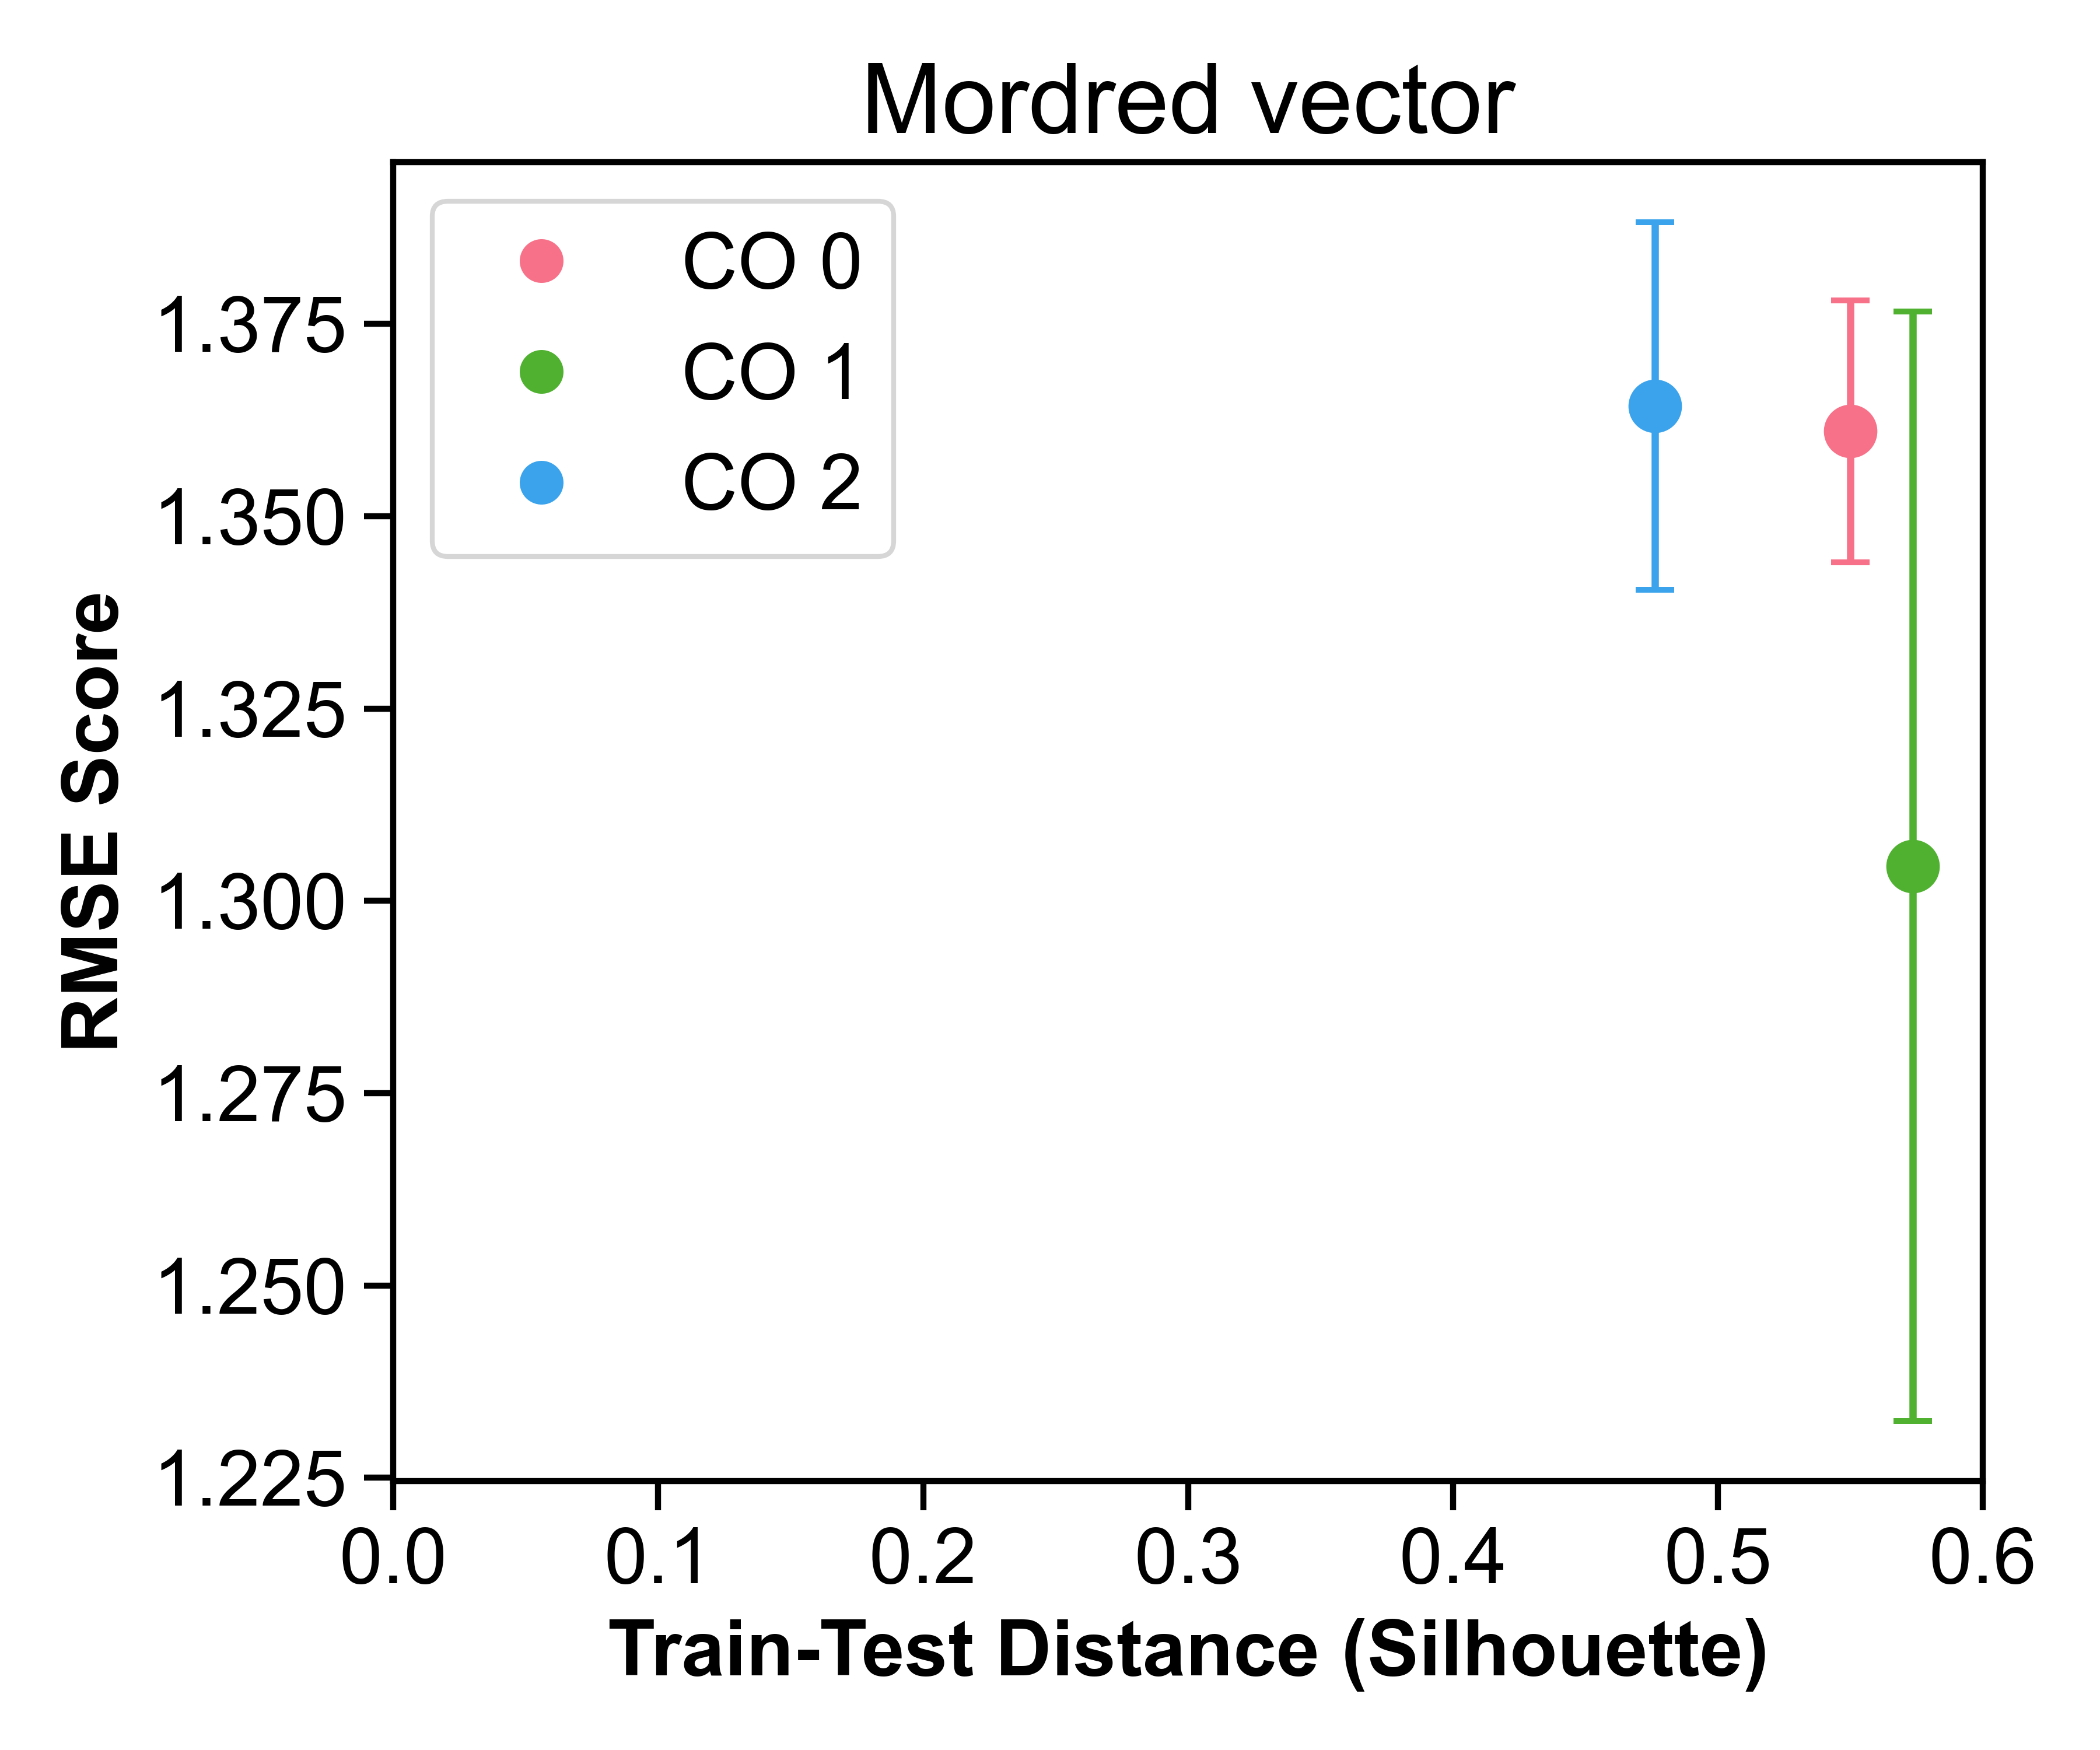 Mordred vector
CO 0
CO 1
CO 2
1.375
1.350
1.325
1.300
1.275
1.250
1.225
RMSE Score
0.0 0.1 0.2 0.3 0.4 0.5 0.6
Train-Test Distance (Silhouette)